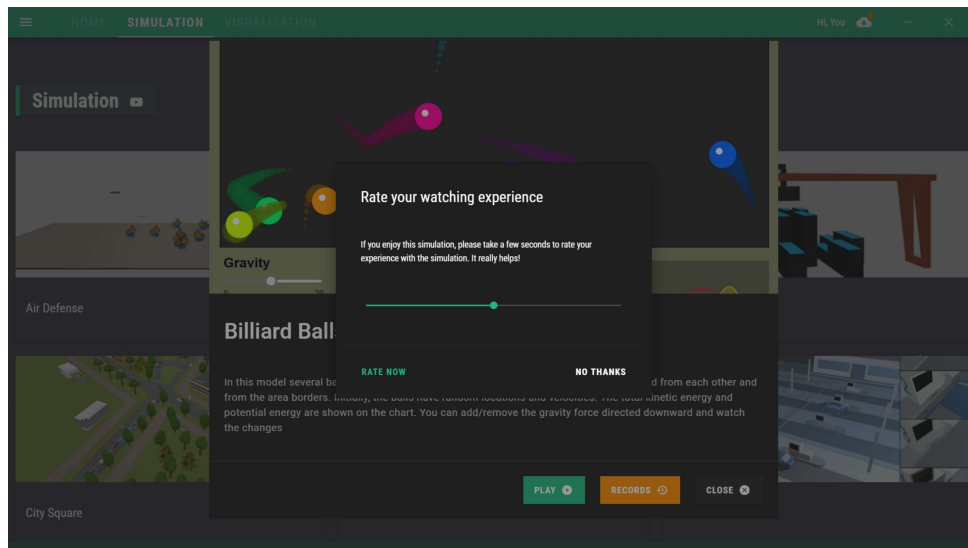 HOME SIMULATION VISUALIZATION Hi, You
Simulation
Gravity
Air Defense
Rate your watching experience
If you enjoy this simulation, please take a few seconds to rate your
experience with the simulation. It really helps!
RATE NOW NO THANKS
Billiard Ball
In this model several ba d from each other and
from the area borders. Initially, the balls have random locations and velocities. The total kinetic energy and
potential energy are shown on the chart. You can add/remove the gravity force directed downward and watch
the changes
PLAY RECORDS CLOSE
City Square